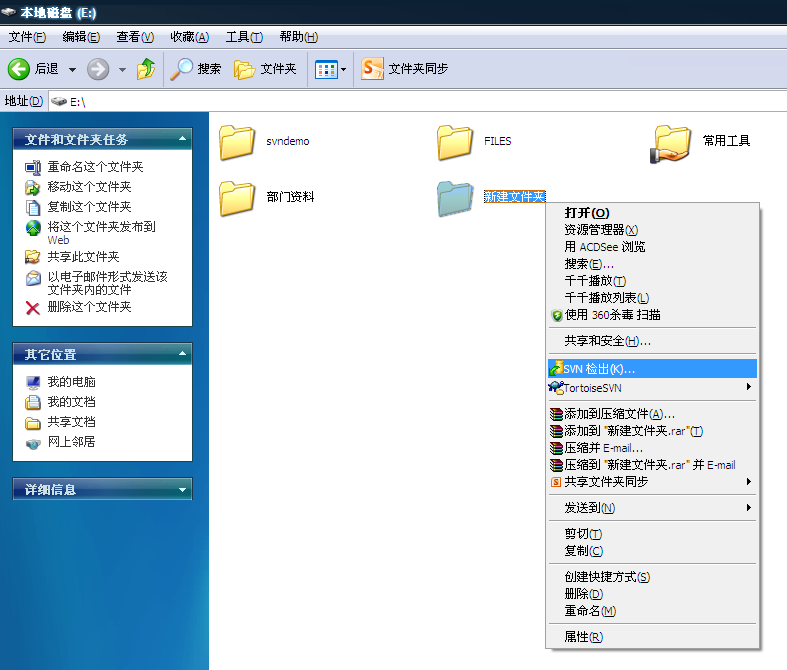 本地磁盘 (E:)
文件(F) 编辑(E) 查看(V) 收藏(A) 工具(T) 帮助(H)
后退 搜索 文件夹 文件夹同步
地址(D) E:\
文件和文件夹任务
重命名这个文件夹
移动这个文件夹
复制这个文件夹
将这个文件夹发布到
Web
共享此文件夹
以电子邮件形式发送该
文件夹内的文件
删除这个文件夹
其它位置
我的电脑
我的文档
共享文档
网上邻居
详细信息
svndemo
FILES
常用工具
部门资料
新建文件夹
打开(O)
资源管理器(X)
用 ACDSee 浏览
搜索(E)...
千千播放(T)
千千播放列表(L)
使用 360杀毒 扫描
共享和安全(H)...
SVN 检出(K)...
TortoiseSVN
添加到压缩文件(A)...
添加到 "新建文件夹.rar"(T)
压缩并 E-mail...
压缩到 "新建文件夹.rar" 并 E-mail
S 共享文件夹同步
发送到(N)
剪切(T)
复制(C)
创建快捷方式(S)
删除(D)
重命名(M)
属性(R)